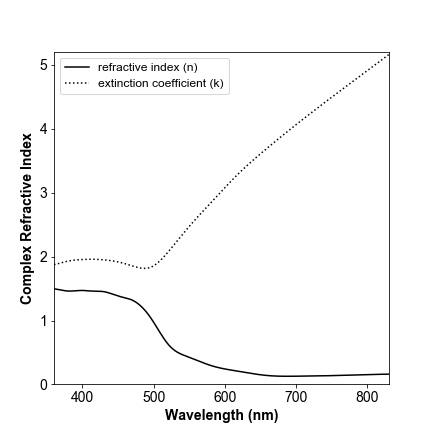 refractive index (n)
extinction coefficient (k)
Complex Refractive Index
5
4
3
2
1
0
400 500 600 700 800
Wavelength (nm)